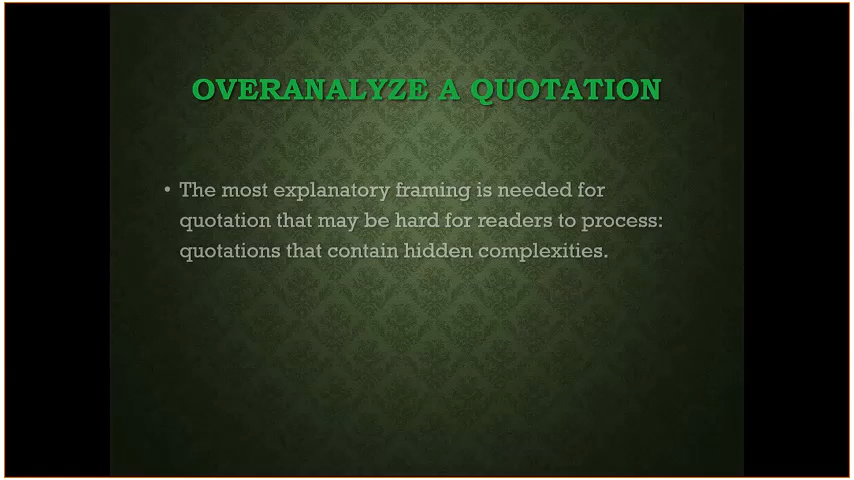 OVERANALYZE A QUOTATION
• The most explanatory framing is needed for
quotation that may be hard for readers to process:
quotations that contain hidden complexities.